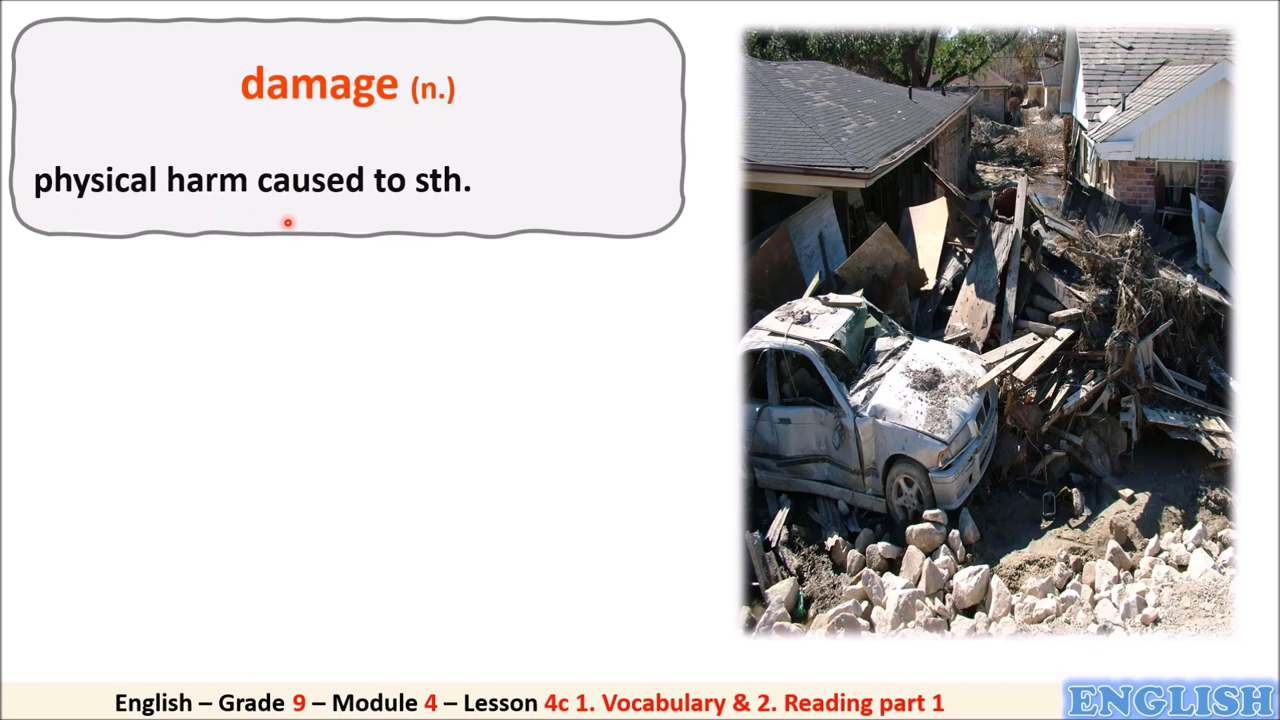 damage (n.)
physical harm caused to sth.
English – Grade 9 – Module 4 – Lesson 4c 1. Vocabulary & 2. Reading part 1
ENGLISH